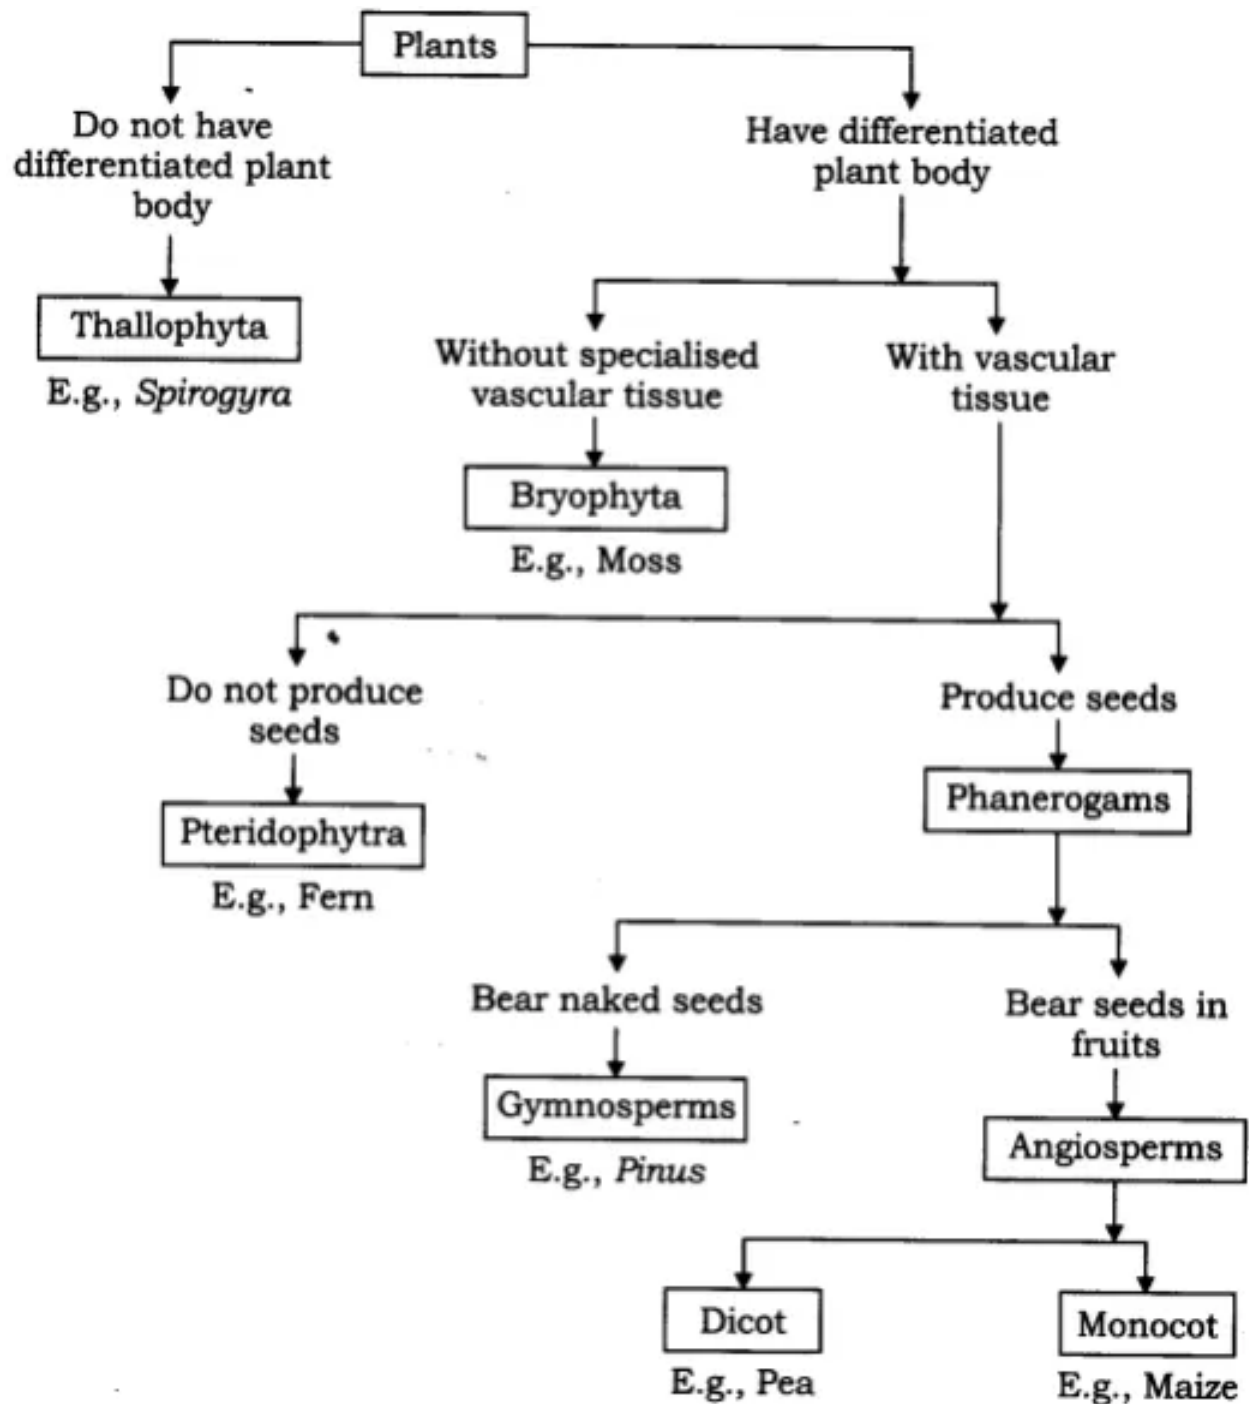 Plants
Do not have
differentiated plant
body
Have differentiated
plant body
Thallophyta
E.g., Spirogyra
Without specialised
vascular tissue
With vascular
tissue
Bryophyta
E.g., Moss
Do not produce
seeds
Produce seeds
Pteridophytra
E.g., Fern
Phanerogams
Bear naked seeds
Bear seeds in
fruits
Gymnosperms
E.g., Pinus
Angiosperms
Dicot
E.g., Pea
Monocot
E.g., Maize